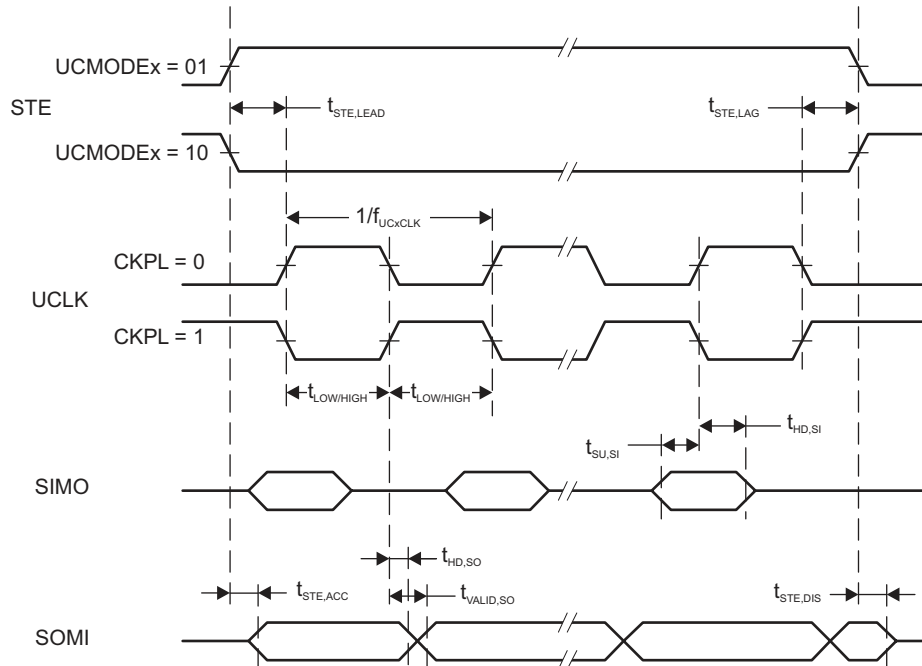 UCMODEx = 01
STE
t_STE,LEAD
t_STE,LAG
UCMODEx = 10
1/f_UCxCLK
CKPL = 0
UCLK
CKPL = 1
t_LOW/HIGH
t_LOW/HIGH
t_HD,SI
t_SU,SI
SIMO
t_HD,SO
t_STE,ACC
t_VALID,SO
t_STE,DIS
SOMI